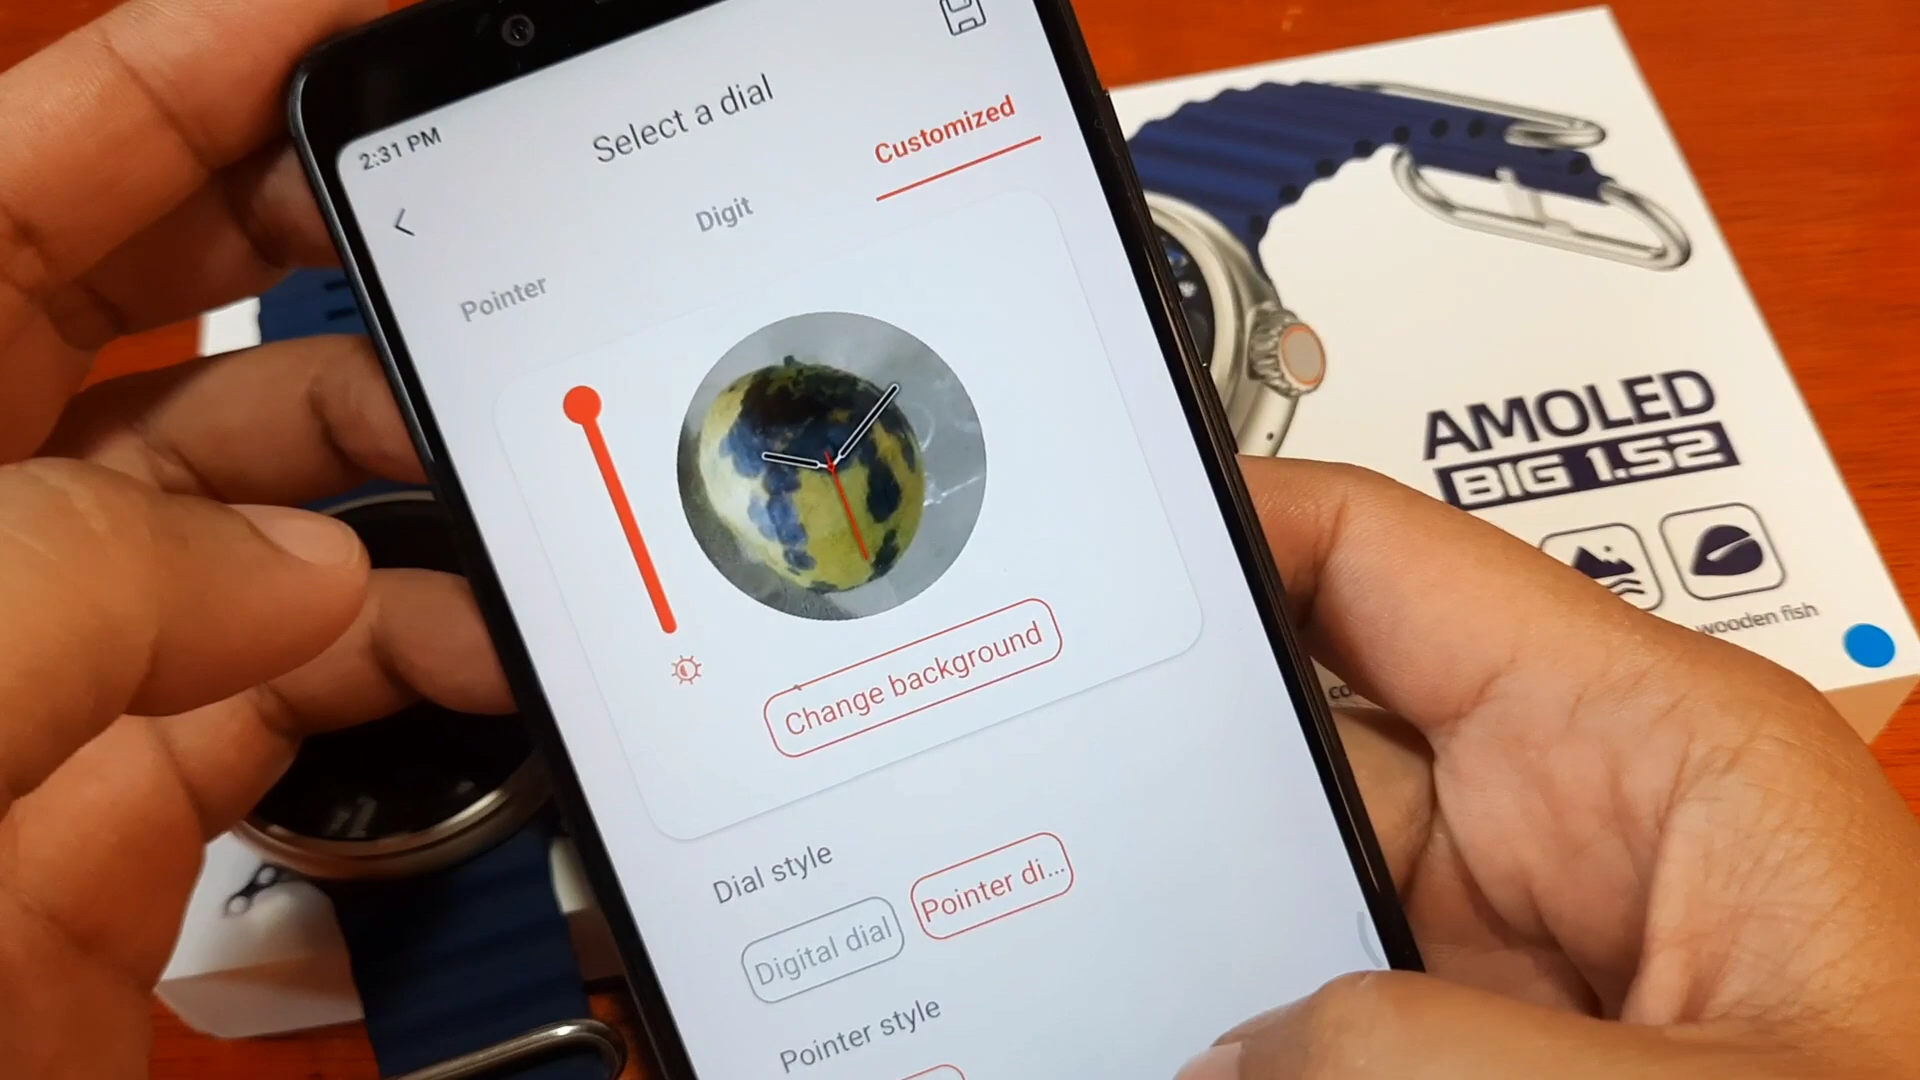 2:31 PM
Select a dial
Pointer
Digit
Customized
Change background
Dial style
Digital dial
Pointer di...
Pointer style
AMOLED
BIG 1.52
wooden fish